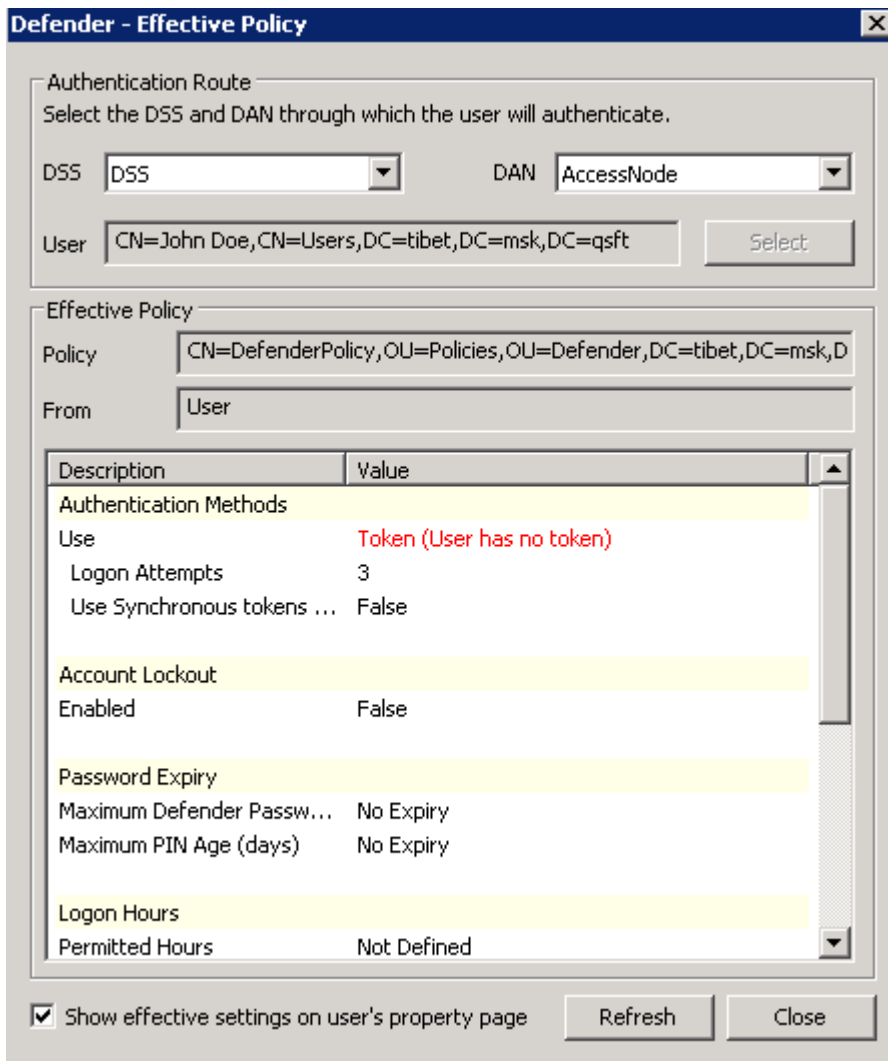 Defender - Effective Policy
Authentication Route
Select the DSS and DAN through which the user will authenticate.
DSS DSS DAN AccessNode
User CN=John Doe,CN=Users,DC=tibet,DC=msk,DC=qsft Select
Effective Policy
Policy CN=DefenderPolicy,OU=Policies,OU=Defender,DC=tibet,DC=msk,D
From User
Description Value
Authentication Methods
Use Token (User has no token)
Logon Attempts 3
Use Synchronous tokens ... False
Account Lockout
Enabled False
Password Expiry
Maximum Defender Passw... No Expiry
Maximum PIN Age (days) No Expiry
Logon Hours
Permitted Hours Not Defined
Show effective settings on user's property page Refresh Close